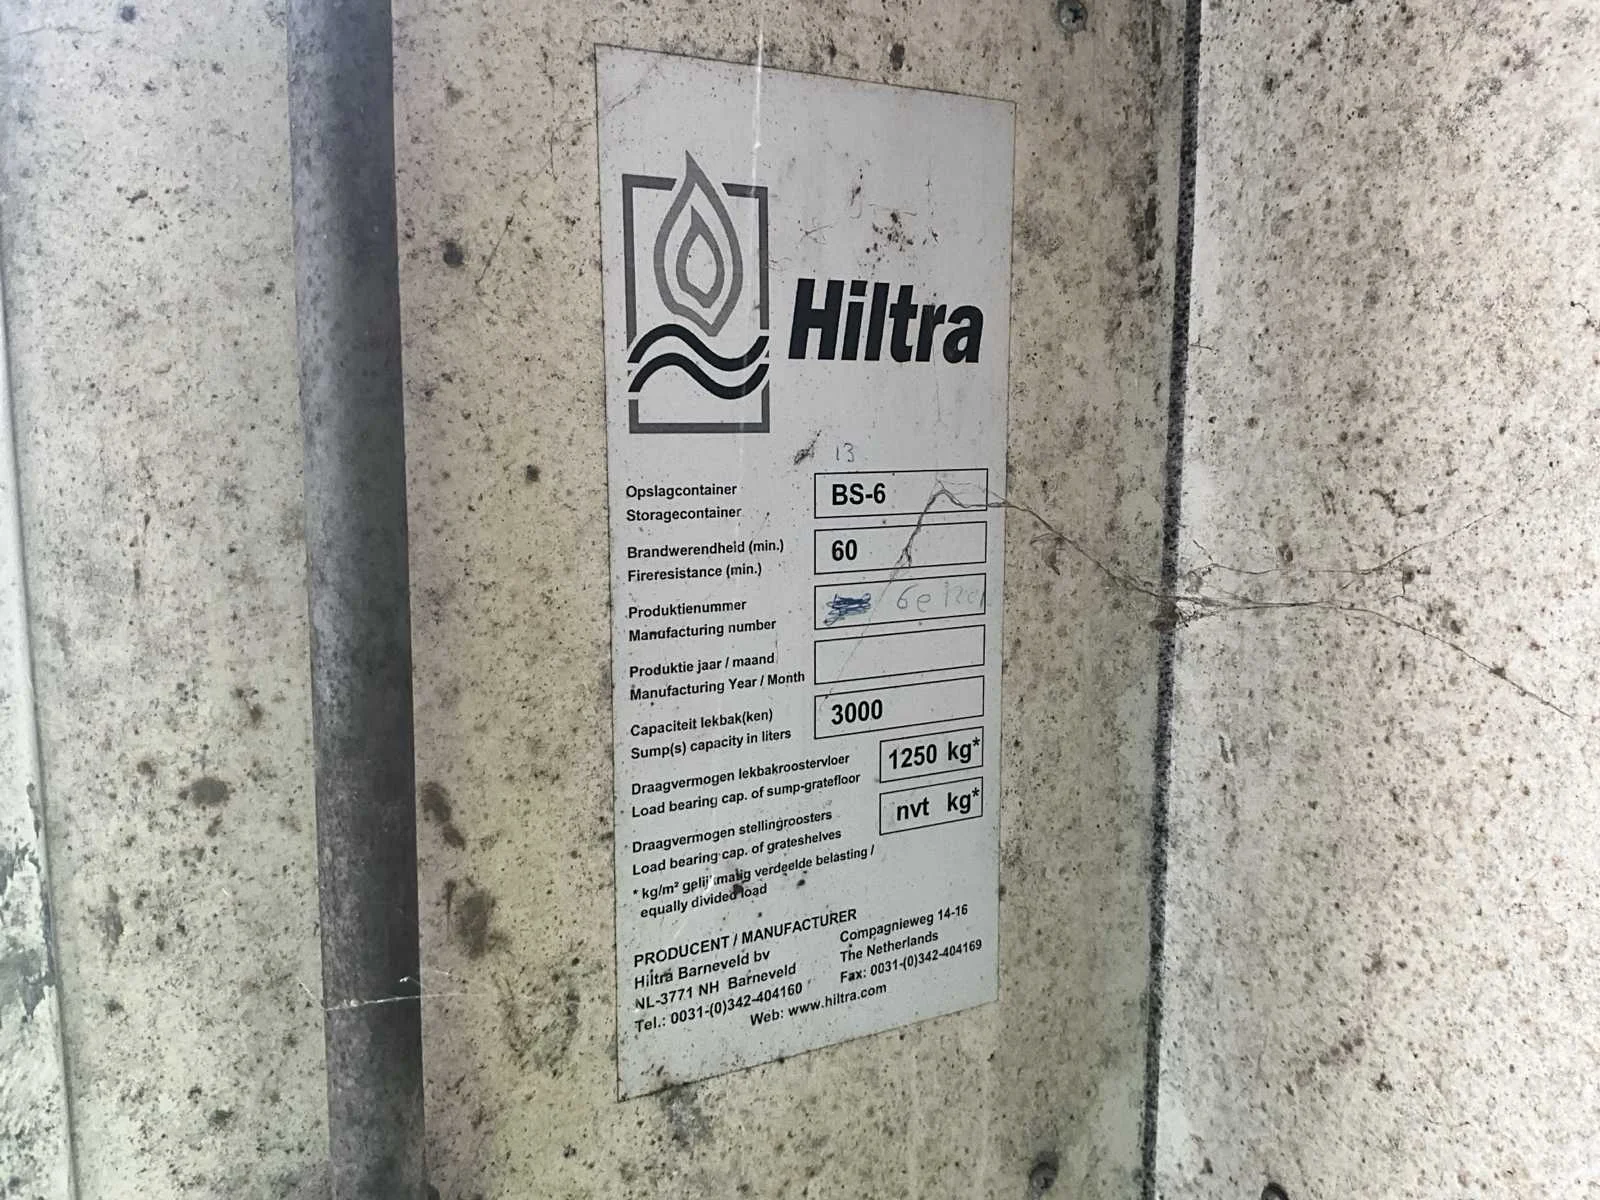 Hiltra
13
Opslagcontainer
Storagecontainer
BS-6
Brandwerendheid (min.)
Fireresistance (min.)
60
Produktienummer
Manufacturing number
Produktie jaar / maand
Manufacturing Year / Month
Capaciteit lekbak(ken)
Sump(s) capacity in liters
3000
Draagvermogen lekbakroostervloer
Load bearing cap. of sump-gratefloor
1250 kg*
Draagvermogen stellingroosters
Load bearing cap. of grateshelves
nvt kg*
* kg/m² gelijkmatig verdeelde belasting /
equally divided load
PRODUCENT / MANUFACTURER
Hiltra Barneveld bv Compagnieweg 14-16
NL-3771 NH Barneveld The Netherlands
Tel.: 0031-(0)342-404160 Fax: 0031-(0)342-404169
Web: www.hiltra.com